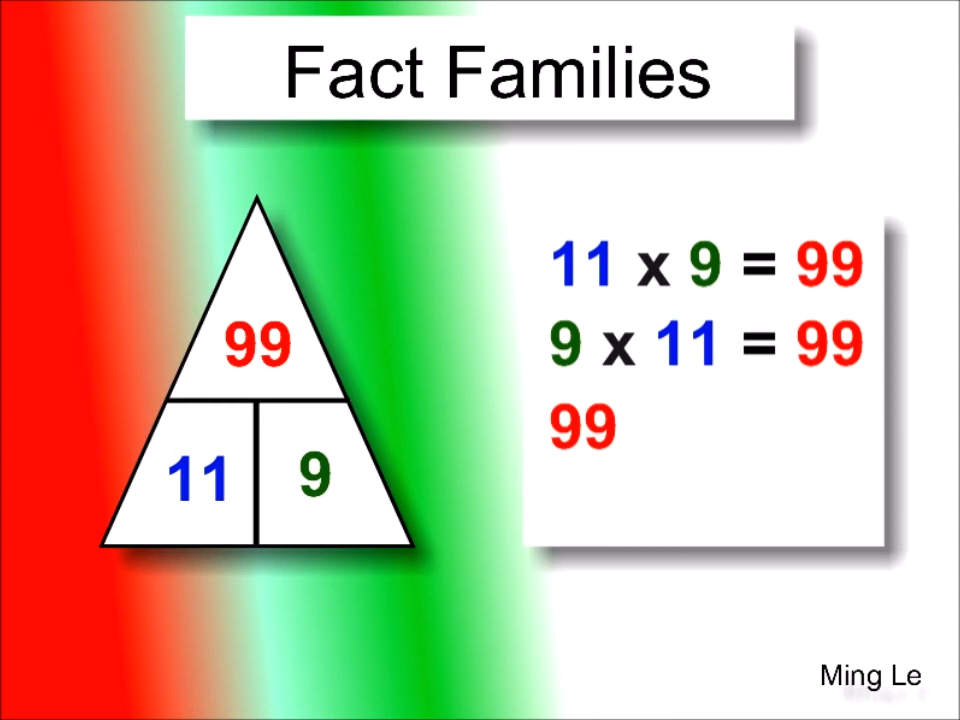 Fact Families
99
11 9
11 x 9 = 99
9 x 11 = 99
99
Ming Le